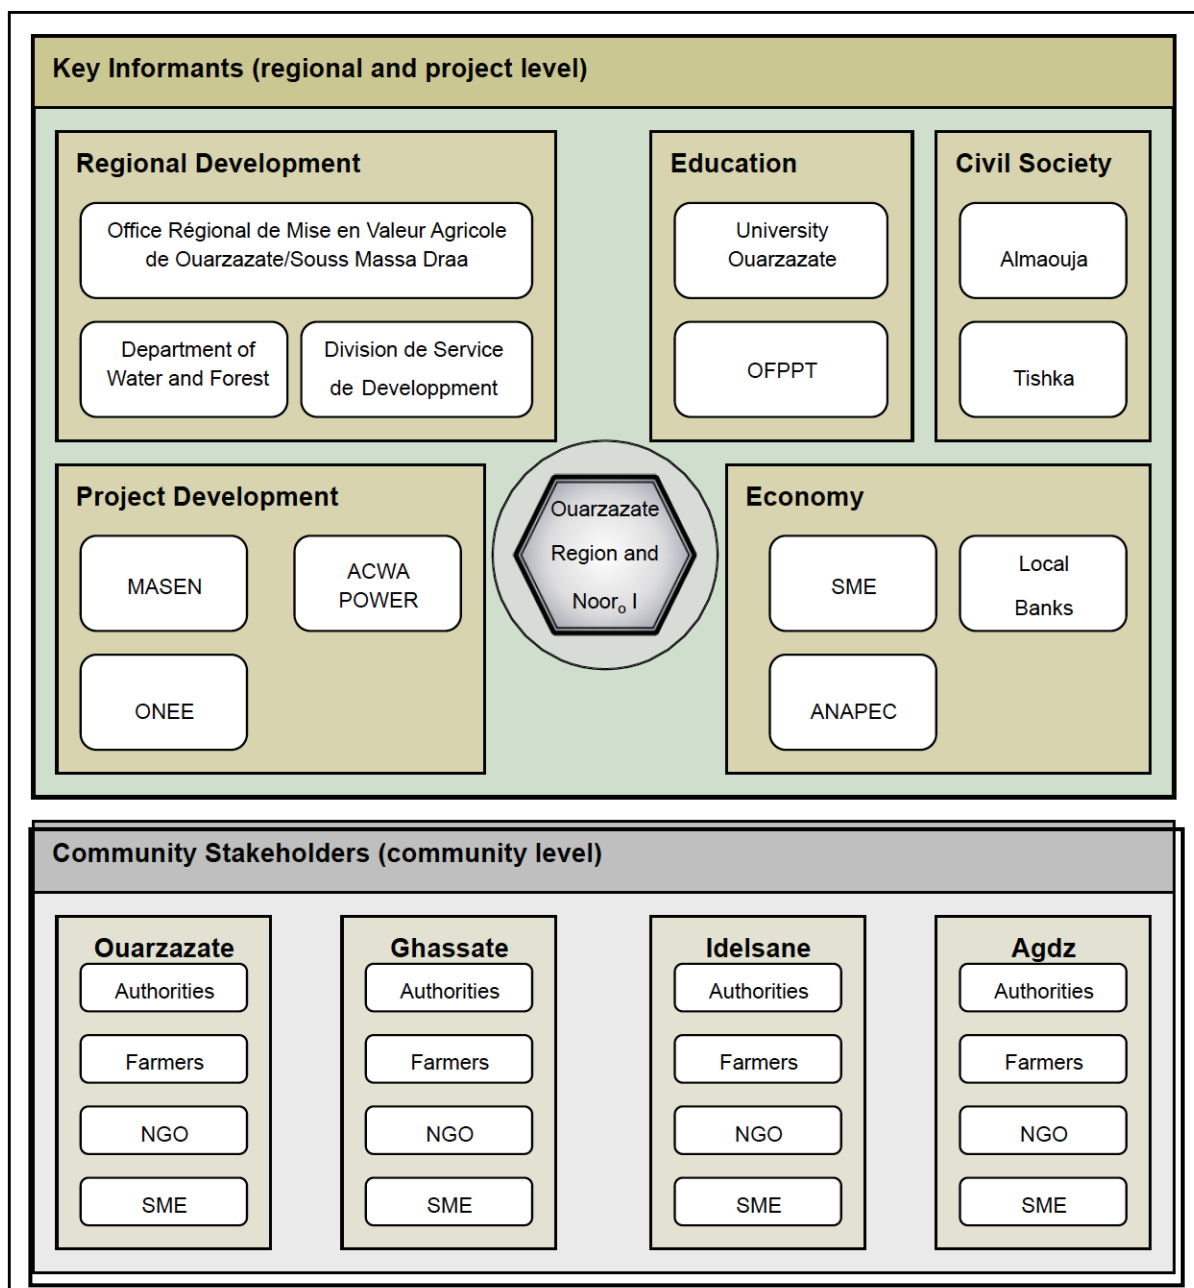 Key Informants (regional and project level)
Regional Development
Office Régional de Mise en Valeur Agricole
de Ouarzazate/Souss Massa Draa
Department of
Water and Forest
Division de Service
de Developpment
Education
University
Ouarzazate
OFPPT
Civil Society
Almaouja
Tishka
Project Development
MASEN
ACWA
POWER
ONEE
Ouarzazate
Region and
Noorₒ I
Economy
SME
Local
Banks
ANAPEC
Community Stakeholders (community level)
Ouarzazate
Authorities
Farmers
NGO
SME
Ghassate
Authorities
Farmers
NGO
SME
Idelsane
Authorities
Farmers
NGO
SME
Agdz
Authorities
Farmers
NGO
SME